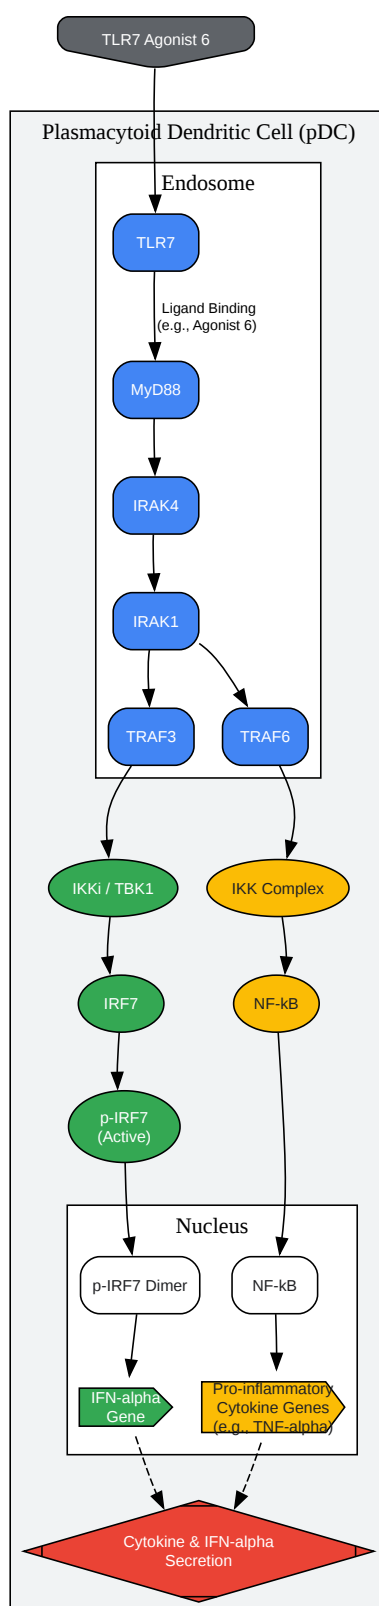 TLR7 Agonist 6
Plasmacytoid Dendritic Cell (pDC)
Endosome
TLR7
Ligand Binding
(e.g., Agonist 6)
MyD88
IRAK4
IRAK1
TRAF3
TRAF6
IKKi / TBK1
IKK Complex
IRF7
NF-kB
p-IRF7
(Active)
Nucleus
p-IRF7 Dimer
NF-kB
IFN-alpha
Gene
Pro-inflammatory
Cytokine Genes
(e.g., TNF-alpha)
Cytokine & IFN-alpha
Secretion